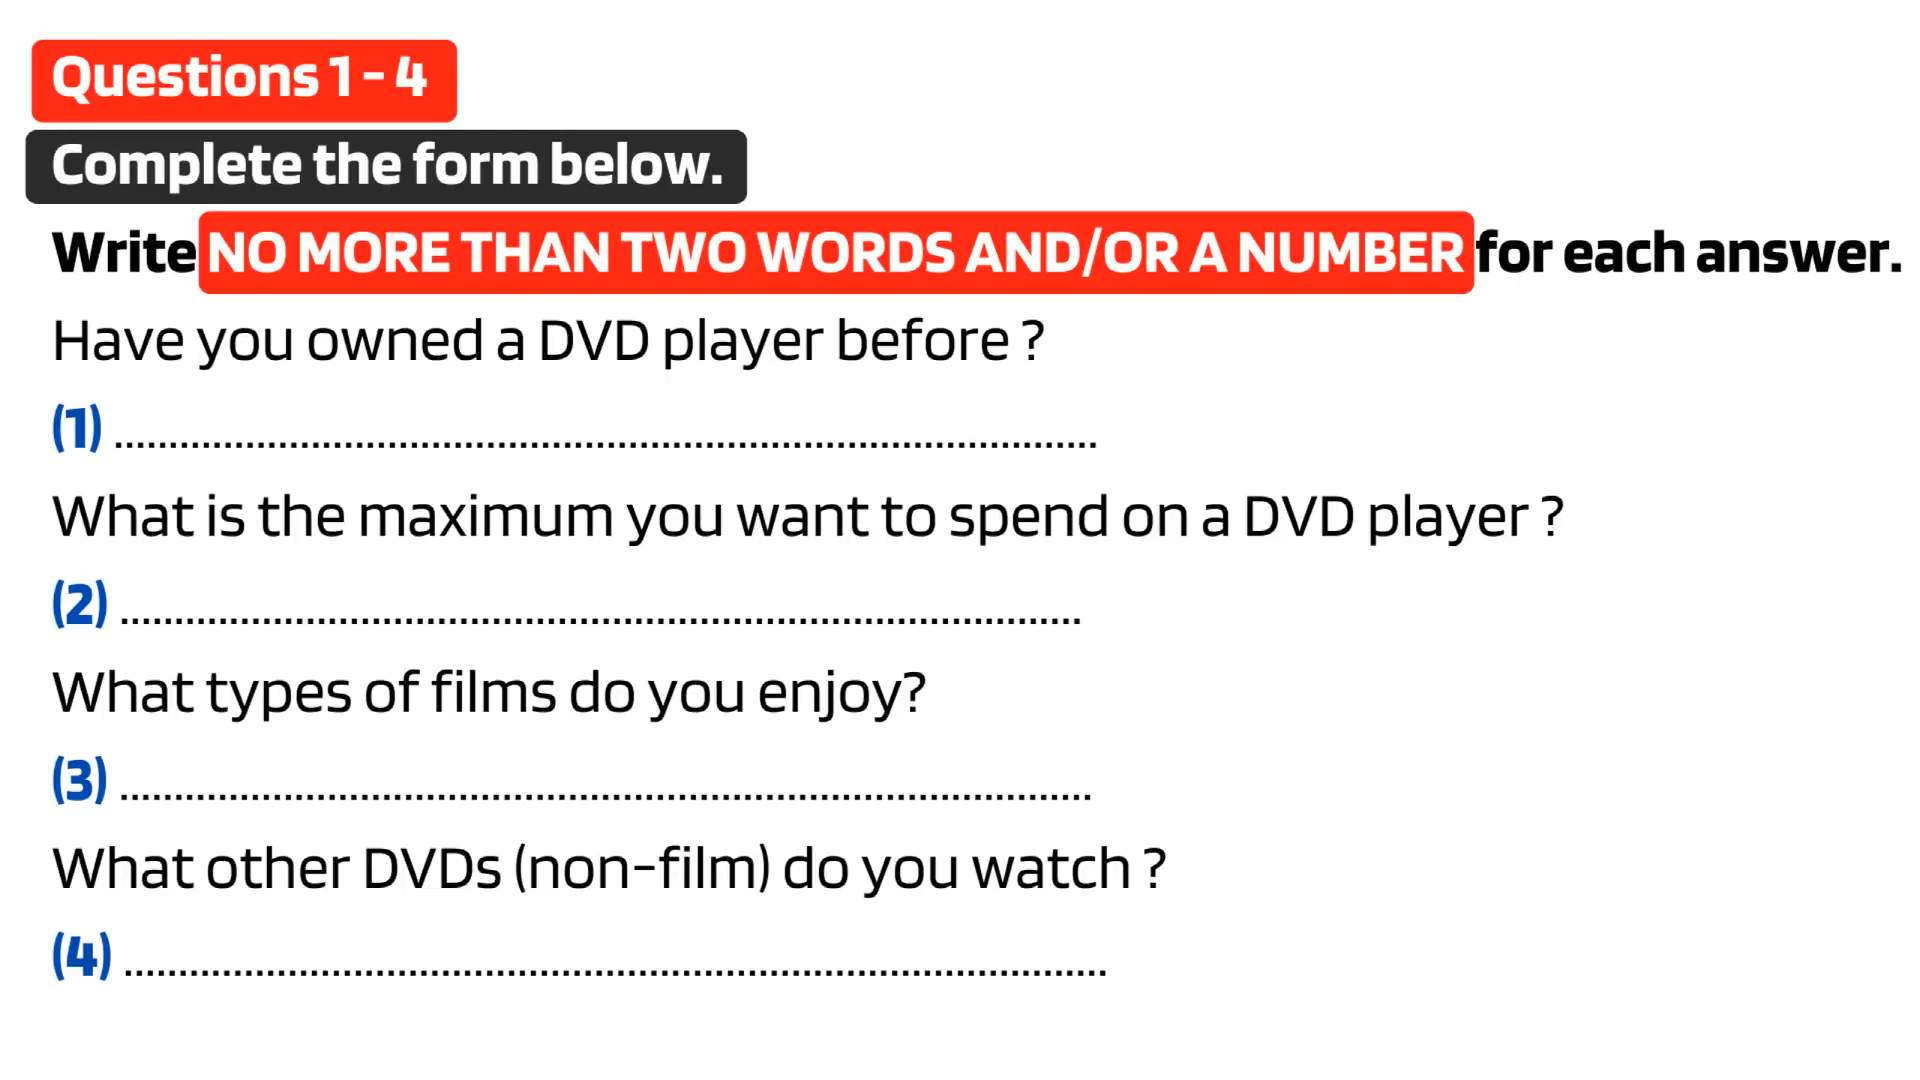 Questions 1 - 4
Complete the form below.
Write NO MORE THAN TWO WORDS AND/OR A NUMBER for each answer.
Have you owned a DVD player before ?
(1) ..........................................................................................
What is the maximum you want to spend on a DVD player ?
(2) ........................................................................................
What types of films do you enjoy?
(3) .........................................................................................
What other DVDs (non-film) do you watch ?
(4) ..........................................................................................